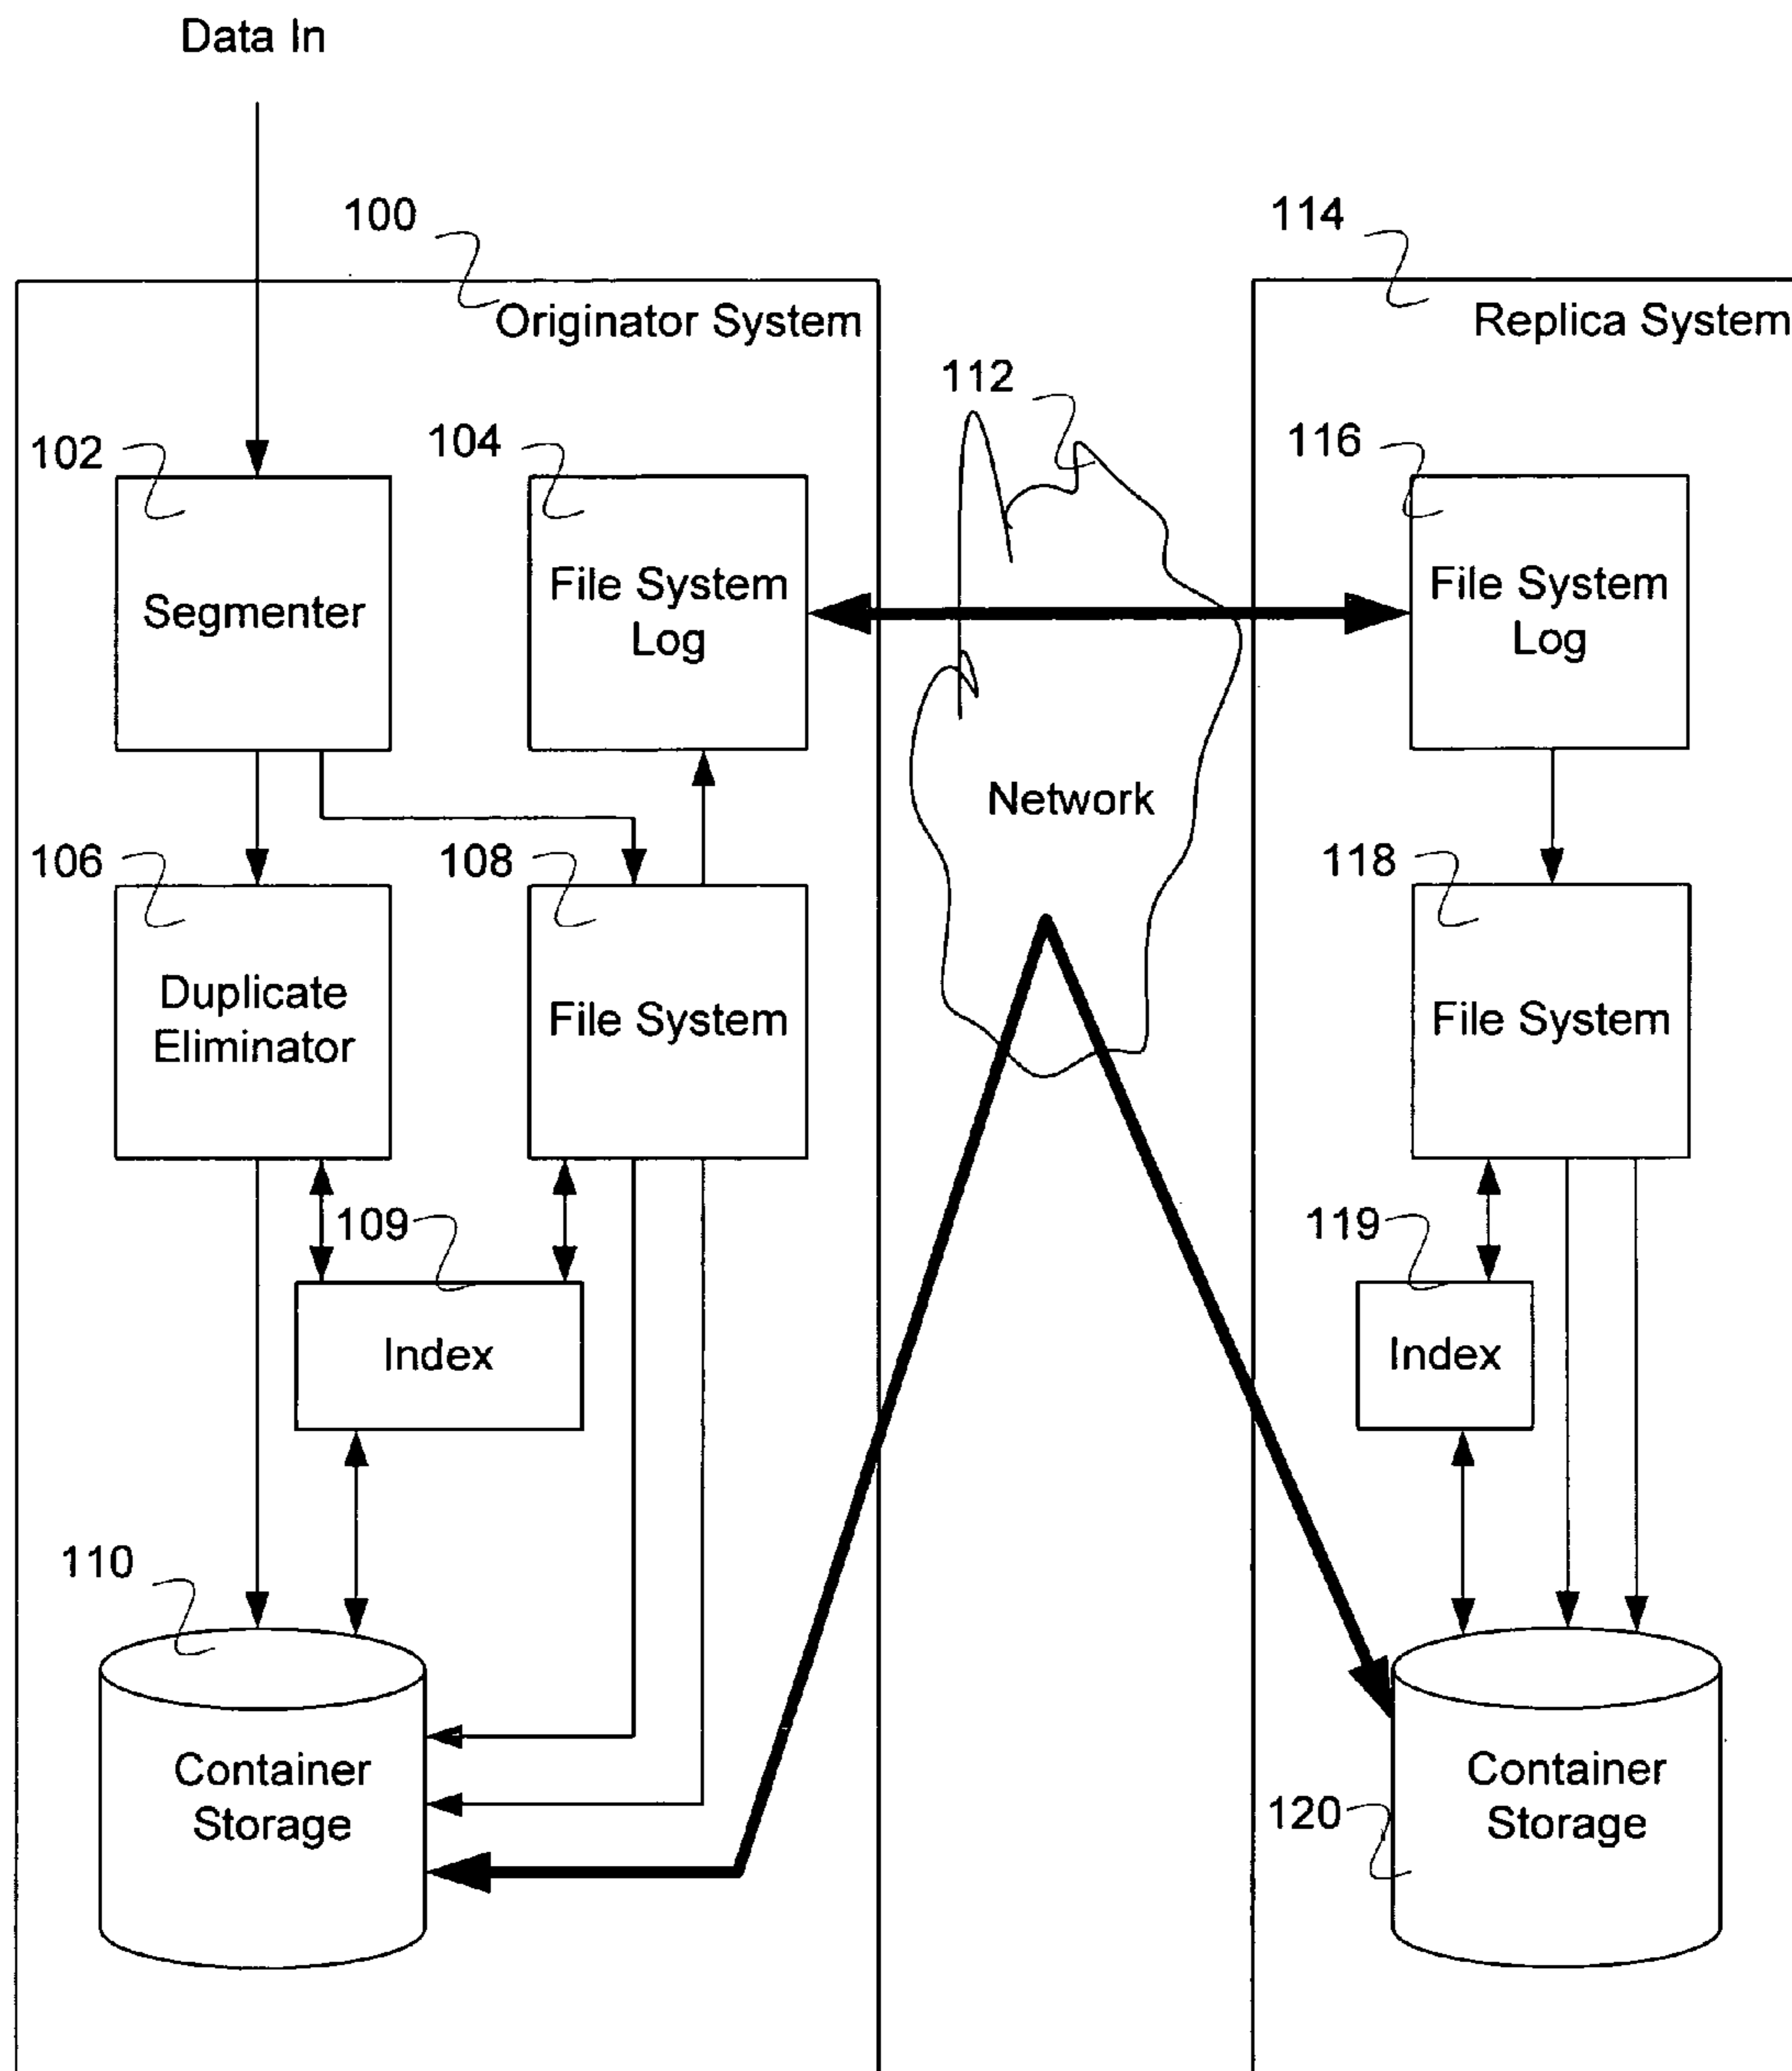 Data In
100
114
Originator System
Replica System
112
102
104
116
Segmenter
File System
Log
File System
Log
Network
106
108
118
Duplicate
Eliminator
File System
File System
109
119
Index
Index
110
Container
Storage
Container
Storage
120